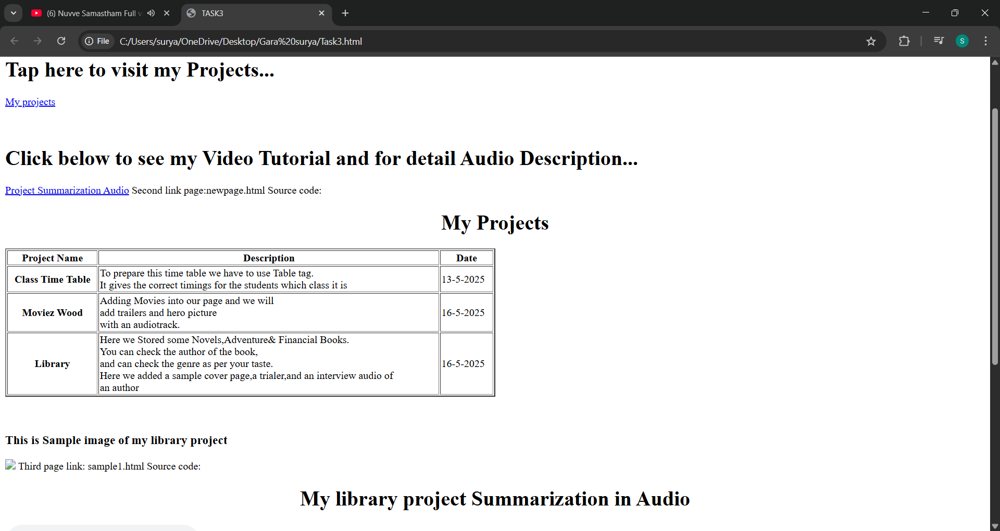 (6) Nuvve Samastham Full v
TASK3
File
C:/Users/surya/OneDrive/Desktop/Gara%20surya/Task3.html
S
Tap here to visit my Projects...
My projects
Click below to see my Video Tutorial and for detail Audio Description...
Project Summarization Audio Second link page:newpage.html Source code:
My Projects
Project Name Description Date
Class Time Table
To prepare this time table we have to use Table tag.
It gives the correct timings for the students which class it is
13-5-2025
Moviez Wood
Adding Movies into our page and we will
add trailers and hero picture
with an audiotrack.
16-5-2025
Library
Here we Stored some Novels,Adventure& Financial Books.
You can check the author of the book,
and can check the genre as per your taste.
Here we added a sample cover page,a trialer,and an interview audio of
an author
16-5-2025
This is Sample image of my library project
Third page link: sample1.html Source code:
My library project Summarization in Audio